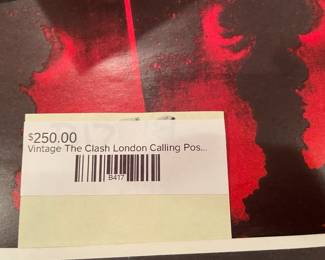 $250.00
Vintage The Clash London Calling Pos...
B417